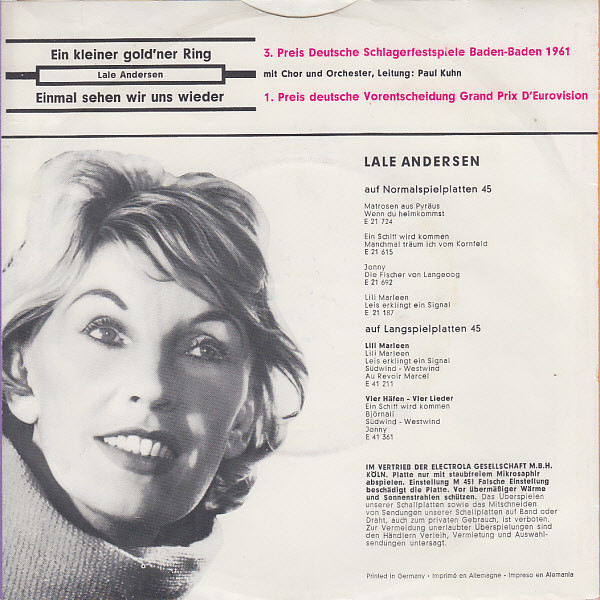 Ein kleiner gold'ner Ring
Lale Andersen
Einmal sehen wir uns wieder
3. Preis Deutsche Schlagerfestspiele Baden-Baden 1961
mit Chor und Orchester, Leitung: Paul Kuhn
1. Preis deutsche Vorentscheidung Grand Prix D'Eurovision
LALE ANDERSEN
auf Normalspielplatten 45
Matrosen aus Pyräus
Wenn du heimkommst
E 21 724
Ein Schiff wird kommen
Manchmal träum ich vom Kornfeld
E 21 615
Jonny
Die Fischer von Langeoog
E 21 692
Lili Marleen
Leis erklingt ein Signal
E 21 187
auf Langspielplatten 45
Lili Marleen
Lili Marleen
Leis erklingt ein Signal
Südwind - Westwind
Au Revoir Marcel
E 41 211
Vier Häfen - Vier Lieder
Ein Schiff wird kommen
Björnali
Südwind - Westwind
Jonny
E 41 361
IM VERTRIEB DER ELECTROLA GESELLSCHAFT M.B.H.
KÖLN. Platte nur mit staubfreiem Mikrosaphir
abspielen. Einstellung M 45! Falsche Einstellung
beschädigt die Platte. Vor übermäßiger Wärme
und Sonnenstrahlen schützen. Das Überspielen
unserer Schallplatten sowie das Mitschneiden
von Sendungen unserer Schallplatten auf Band oder
Draht, auch zum privaten Gebrauch, ist verboten.
Zur Vermeidung unerlaubter Überspielungen sind
den Händlern Verleih, Vermietung und Auswahl-
sendungen untersagt.
Printed in Germany · Imprimé en Allemagne · Impreso en Alemania